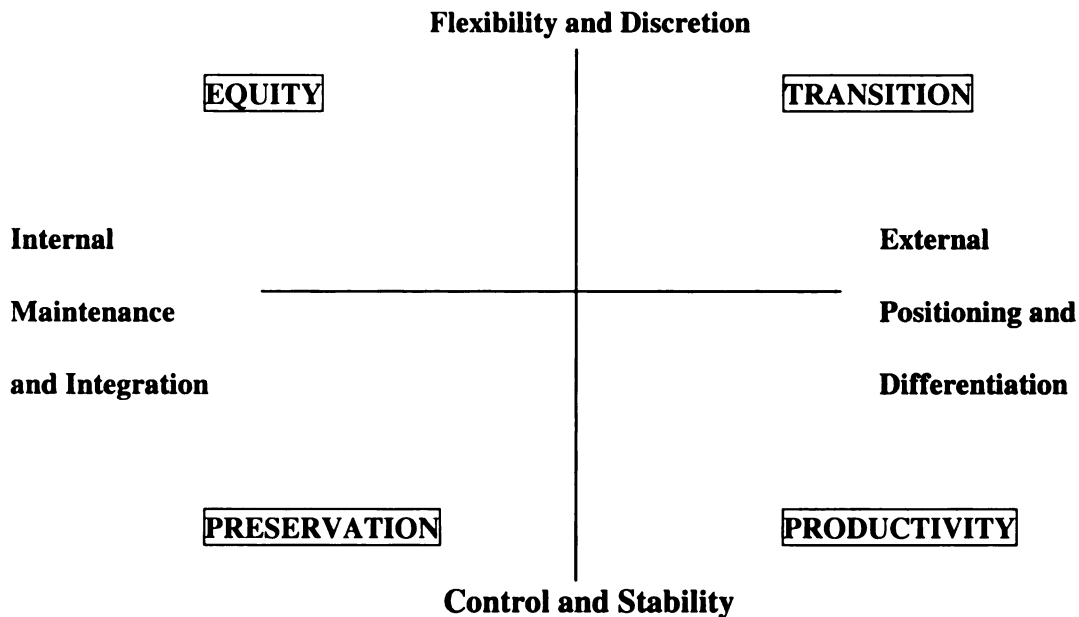 Flexibility and Discretion
EQUITY
TRANSITION
Internal
Maintenance
and Integration
External
Positioning and
Differentiation
PRESERVATION
PRODUCTIVITY
Control and Stability